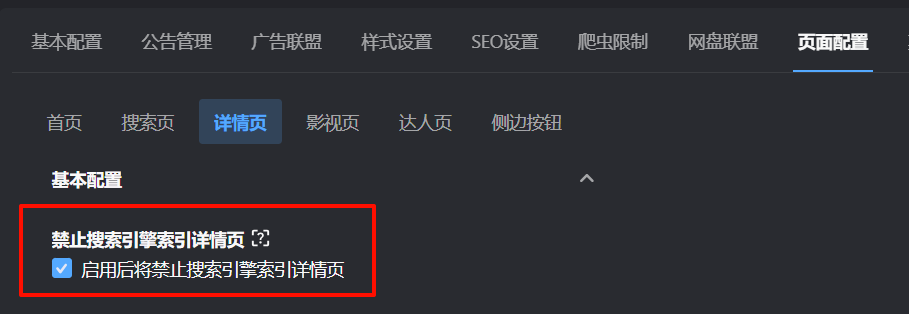 基本配置 公告管理 广告联盟 样式设置 SEO设置 爬虫限制 网盘联盟 页面配置
首页 搜索页 详情页 影视页 达人页 侧边按钮
基本配置
禁止搜索引擎索引详情页 [?]
启用后将禁止搜索引擎索引详情页